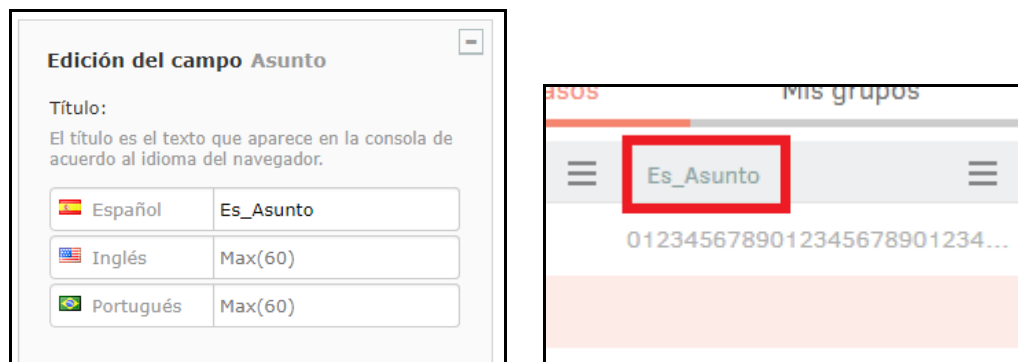 Edición del campo Asunto
Título:
El título es el texto que aparece en la consola de
acuerdo al idioma del navegador.
Español Es_Asunto
Inglés Max(60)
Portugués Max(60)
asos Mis grupos
Es_Asunto
0123456789012345678901234...